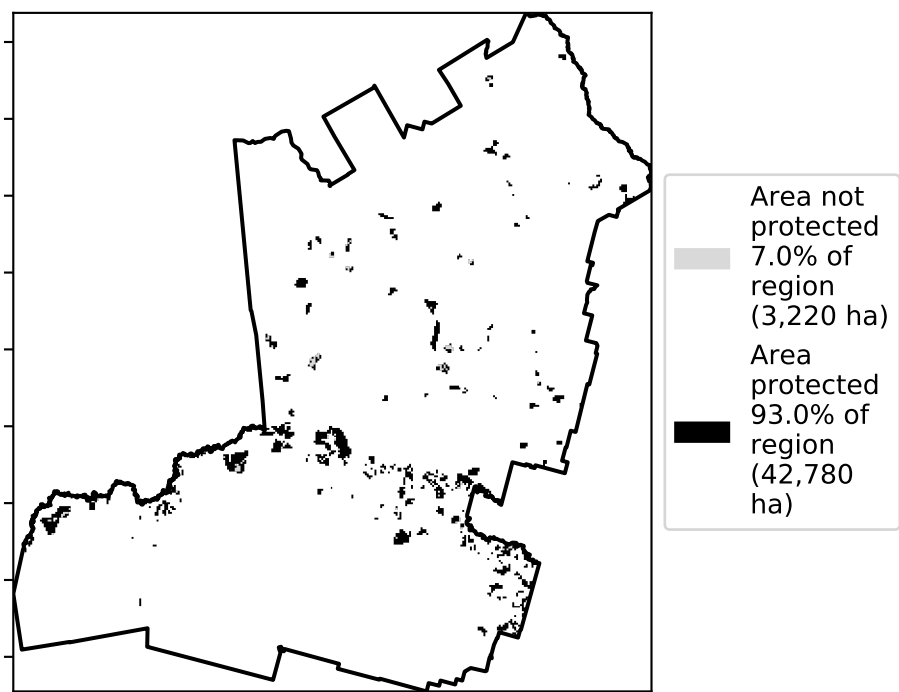 Area not
protected
7.0% of
region
(3,220 ha)
Area
protected
93.0% of
region
(42,780
ha)